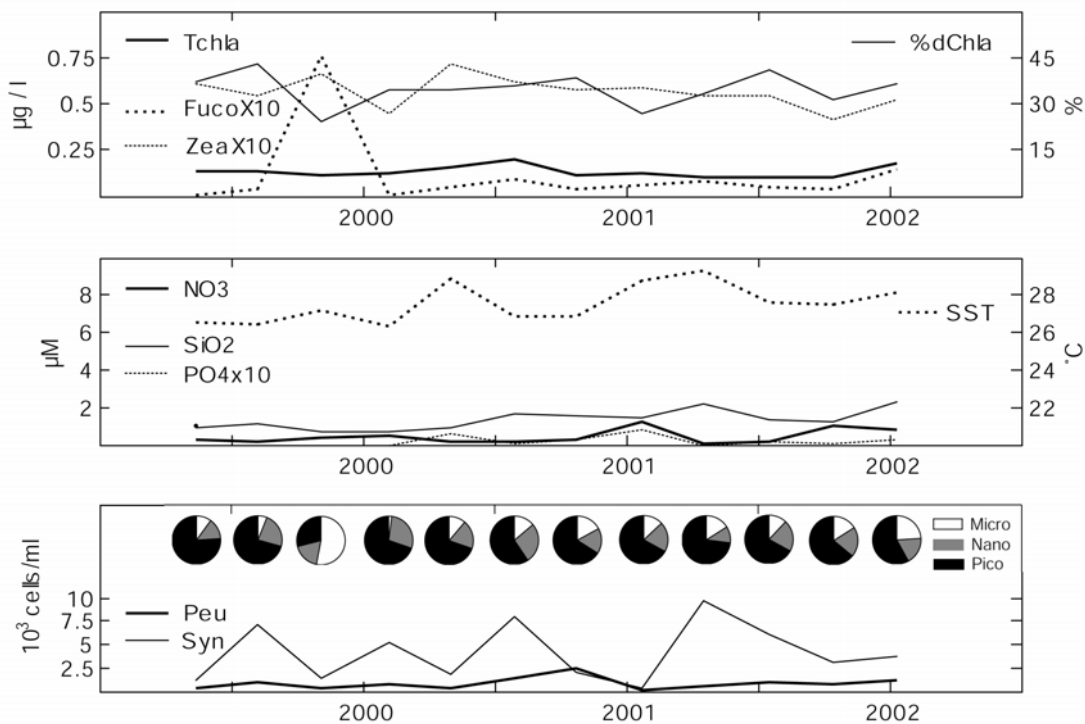 Tchla
%dChla
0.75
45
µg / l
0.5
FucoX10
30
%
ZeaX10
0.25
15
2000
2001
2002
NO3
8
28
SST
6
26
µM
SiO2
°C
4
24
PO4x10
2
22
2000
2001
2002
Micro
Nano
Pico
10³ cells/ml
10
Peu
7.5
Syn
5
2.5
2000
2001
2002